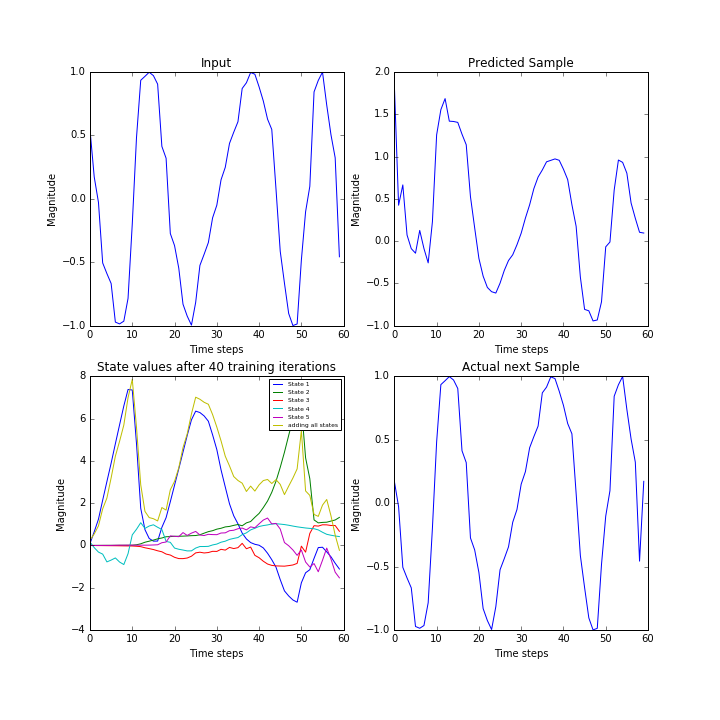 Input
1.0
0.5
0.0
−0.5
−1.0
Magnitude
0 10 20 30 40 50 60
Time steps
Predicted Sample
2.0
1.5
1.0
0.5
0.0
−0.5
−1.0
Magnitude
0 10 20 30 40 50 60
Time steps
State values after 40 training iterations
8
6
4
2
0
−2
−4
Magnitude
State 1
State 2
State 3
State 4
State 5
adding all states
0 10 20 30 40 50 60
Time steps
Actual next Sample
1.0
0.5
0.0
−0.5
−1.0
Magnitude
0 10 20 30 40 50 60
Time steps